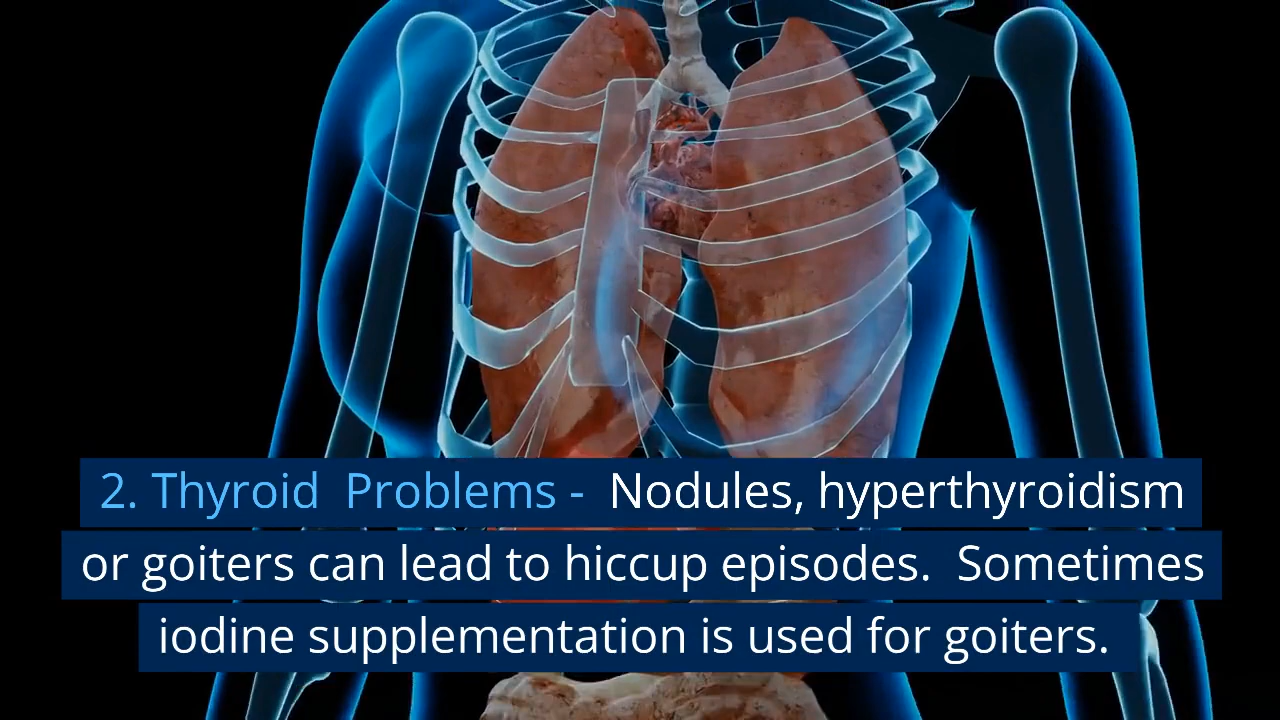 2. Thyroid  Problems -  Nodules, hyperthyroidism
or goiters can lead to hiccup episodes.  Sometimes
iodine supplementation is used for goiters.